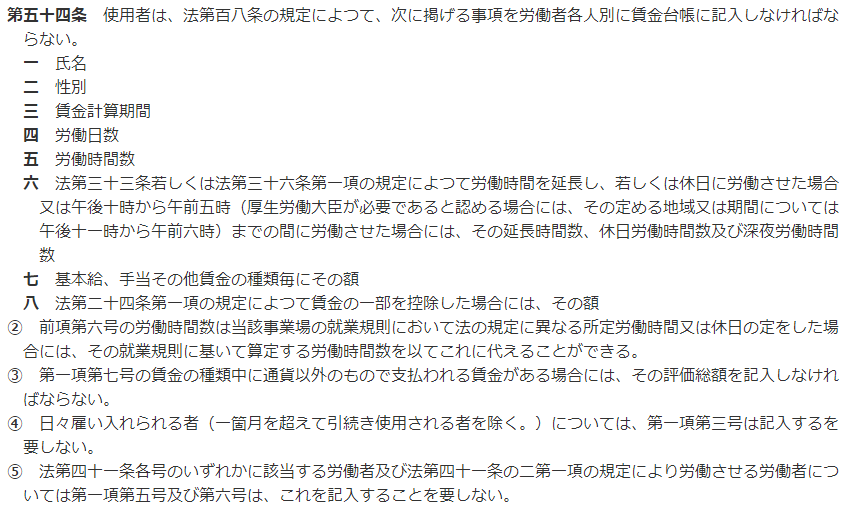 第五十四条　使用者は、法第百八条の規定によつて、次に掲げる事項を労働者各人別に賃金台帳に記入しなければな
らない。
一　氏名
二　性別
三　賃金計算期間
四　労働日数
五　労働時間数
六　法第三十三条若しくは法第三十六条第一項の規定によつて労働時間を延長し、若しくは休日に労働させた場合
又は午後十時から午前五時（厚生労働大臣が必要であると認める場合には、その定める地域又は期間については
午後十一時から午前六時）までの間に労働させた場合には、その延長時間数、休日労働時間数及び深夜労働時間
数
七　基本給、手当その他賃金の種類毎にその額
八　法第二十四条第一項の規定によつて賃金の一部を控除した場合には、その額
②　前項第六号の労働時間数は当該事業場の就業規則において法の規定に異なる所定労働時間又は休日の定をした場
合には、その就業規則に基いて算定する労働時間数を以てこれに代えることができる。
③　第一項第七号の賃金の種類中に通貨以外のもので支払われる賃金がある場合には、その評価総額を記入しなけれ
ばならない。
④　日々雇い入れられる者（一箇月を超えて引続き使用される者を除く。）については、第一項第三号は記入するを
要しない。
⑤　法第四十一条各号のいずれかに該当する労働者及び法第四十一条の二第一項の規定により労働させる労働者につ
いては第一項第五号及び第六号は、これを記入することを要しない。